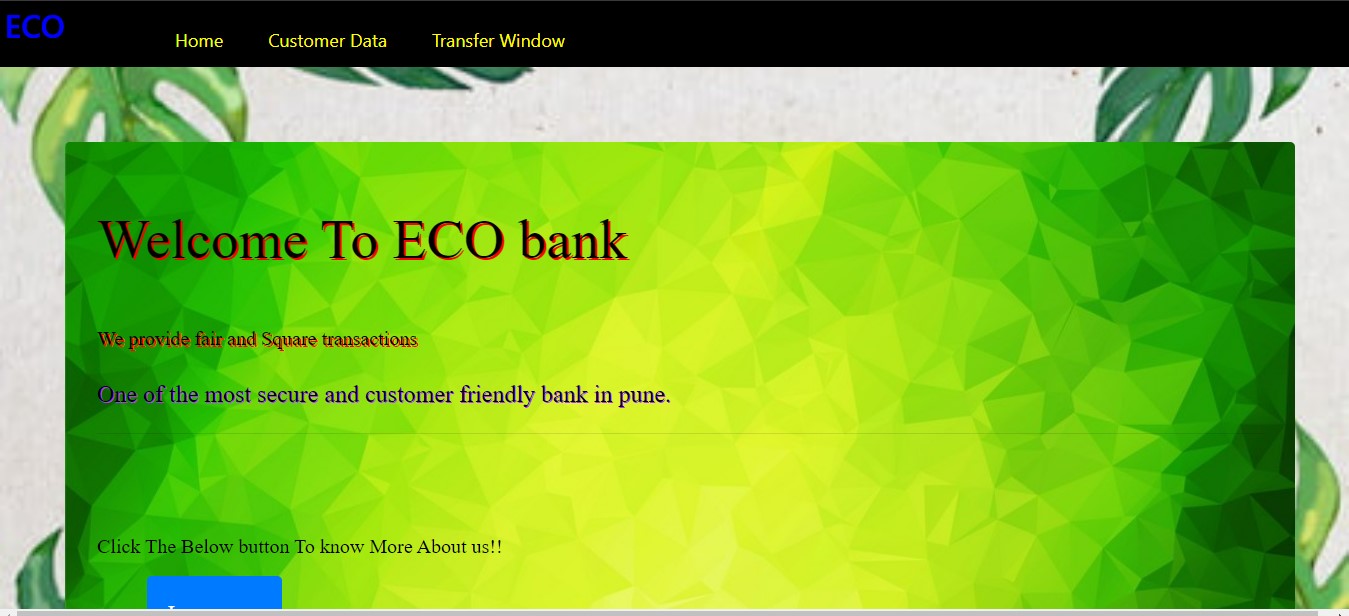 ECO
Home Customer Data Transfer Window
Welcome To ECO bank
We provide fair and Square transactions
One of the most secure and customer friendly bank in pune.
Click The Below button To know More About us!!